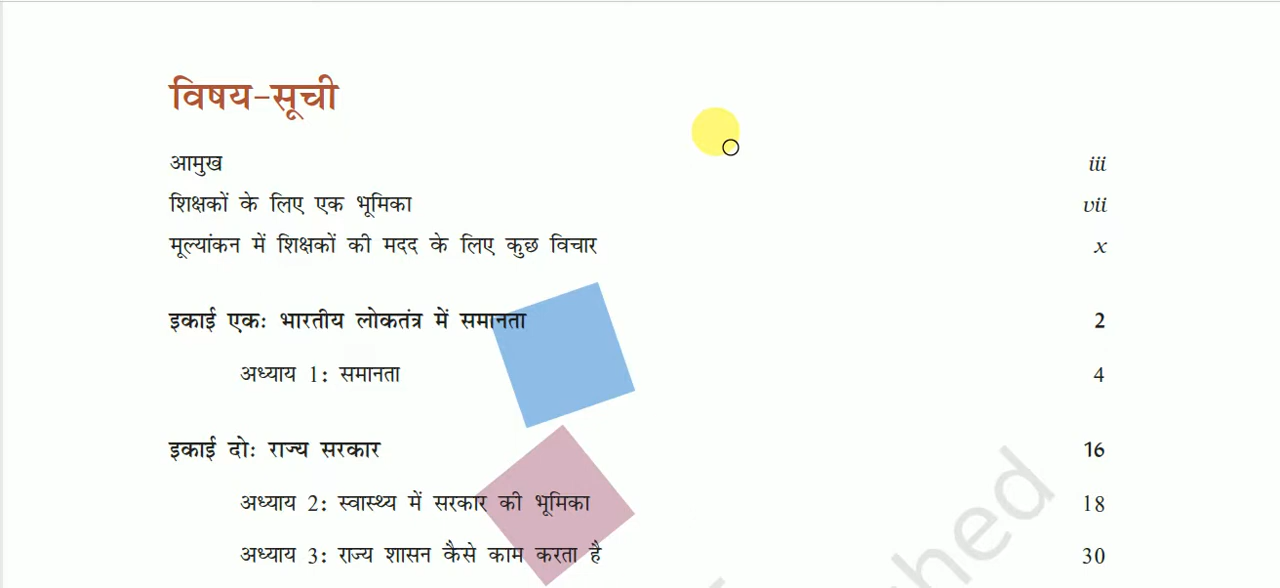 विषय-सूची
आमुख iii
शिक्षकों के लिए एक भूमिका vii
मूल्यांकन में शिक्षकों की मदद के लिए कुछ विचार x
इकाई एक: भारतीय लोकतंत्र में समानता 2
अध्याय 1: समानता 4
इकाई दो: राज्य सरकार 16
अध्याय 2: स्वास्थ्य में सरकार की भूमिका 18
अध्याय 3: राज्य शासन कैसे काम करता है 30